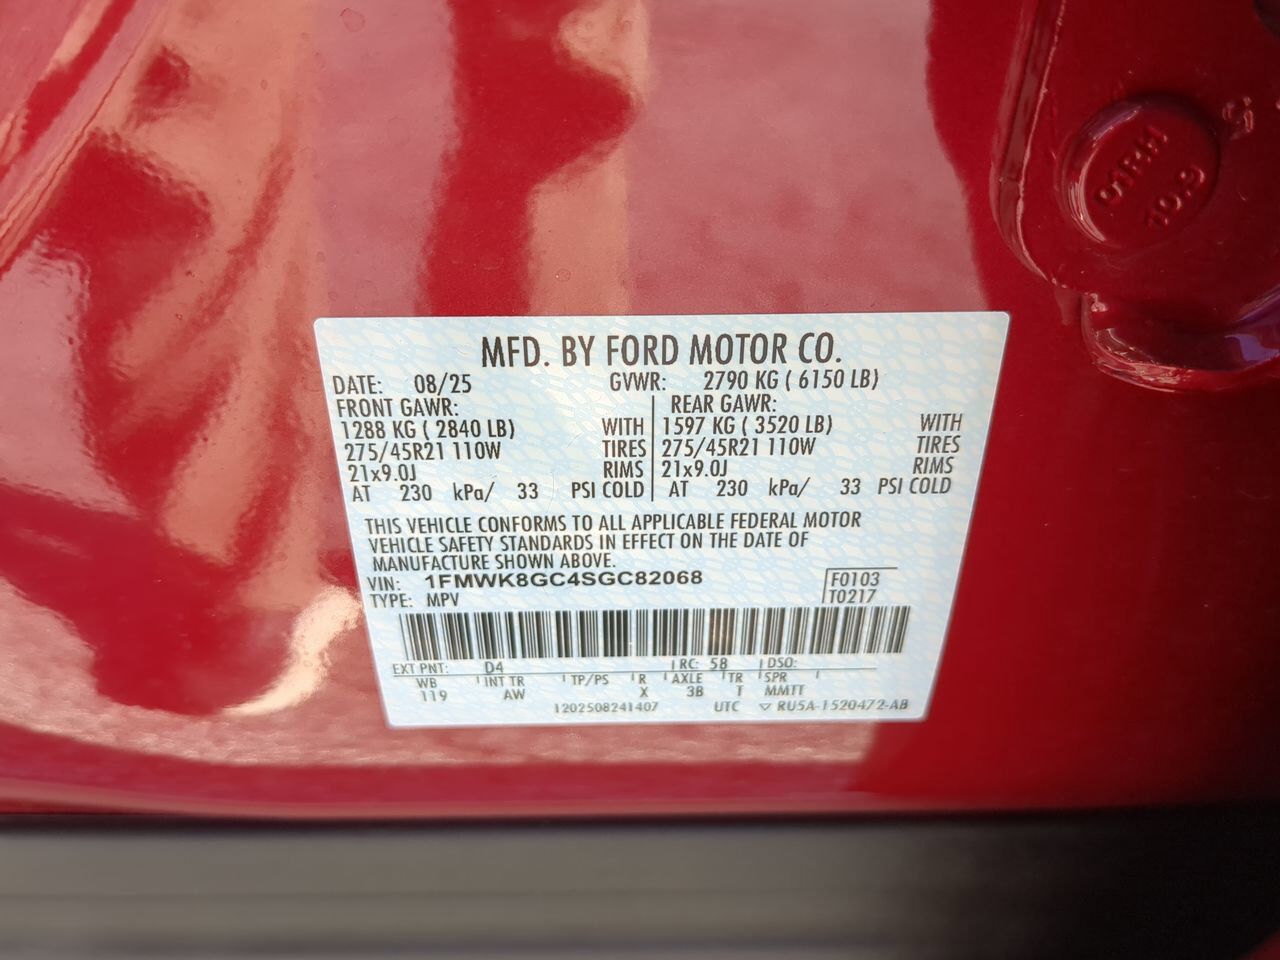 MFD. BY FORD MOTOR CO.
DATE: 08/25 GVWR: 2790 KG ( 6150 LB)
FRONT GAWR: REAR GAWR:
1288 KG ( 2840 LB) WITH 1597 KG ( 3520 LB) WITH
275/45R21 110W TIRES 275/45R21 110W TIRES
21x9.0J RIMS 21x9.0J RIMS
AT 230 kPa/ 33 PSI COLD AT 230 kPa/ 33 PSI COLD
THIS VEHICLE CONFORMS TO ALL APPLICABLE FEDERAL MOTOR
VEHICLE SAFETY STANDARDS IN EFFECT ON THE DATE OF
MANUFACTURE SHOWN ABOVE.
VIN: 1FMWK8GC4SGC82068 F0103
TYPE: MPV T0217
EXT PNT: D4 RC: 58 DSO:
WB INT TR TP/PS R AXLE TR SPR
119 AW X 3B T MMTT
1202508241407 UTC ▽ RU5A-1520472-AB
10.9